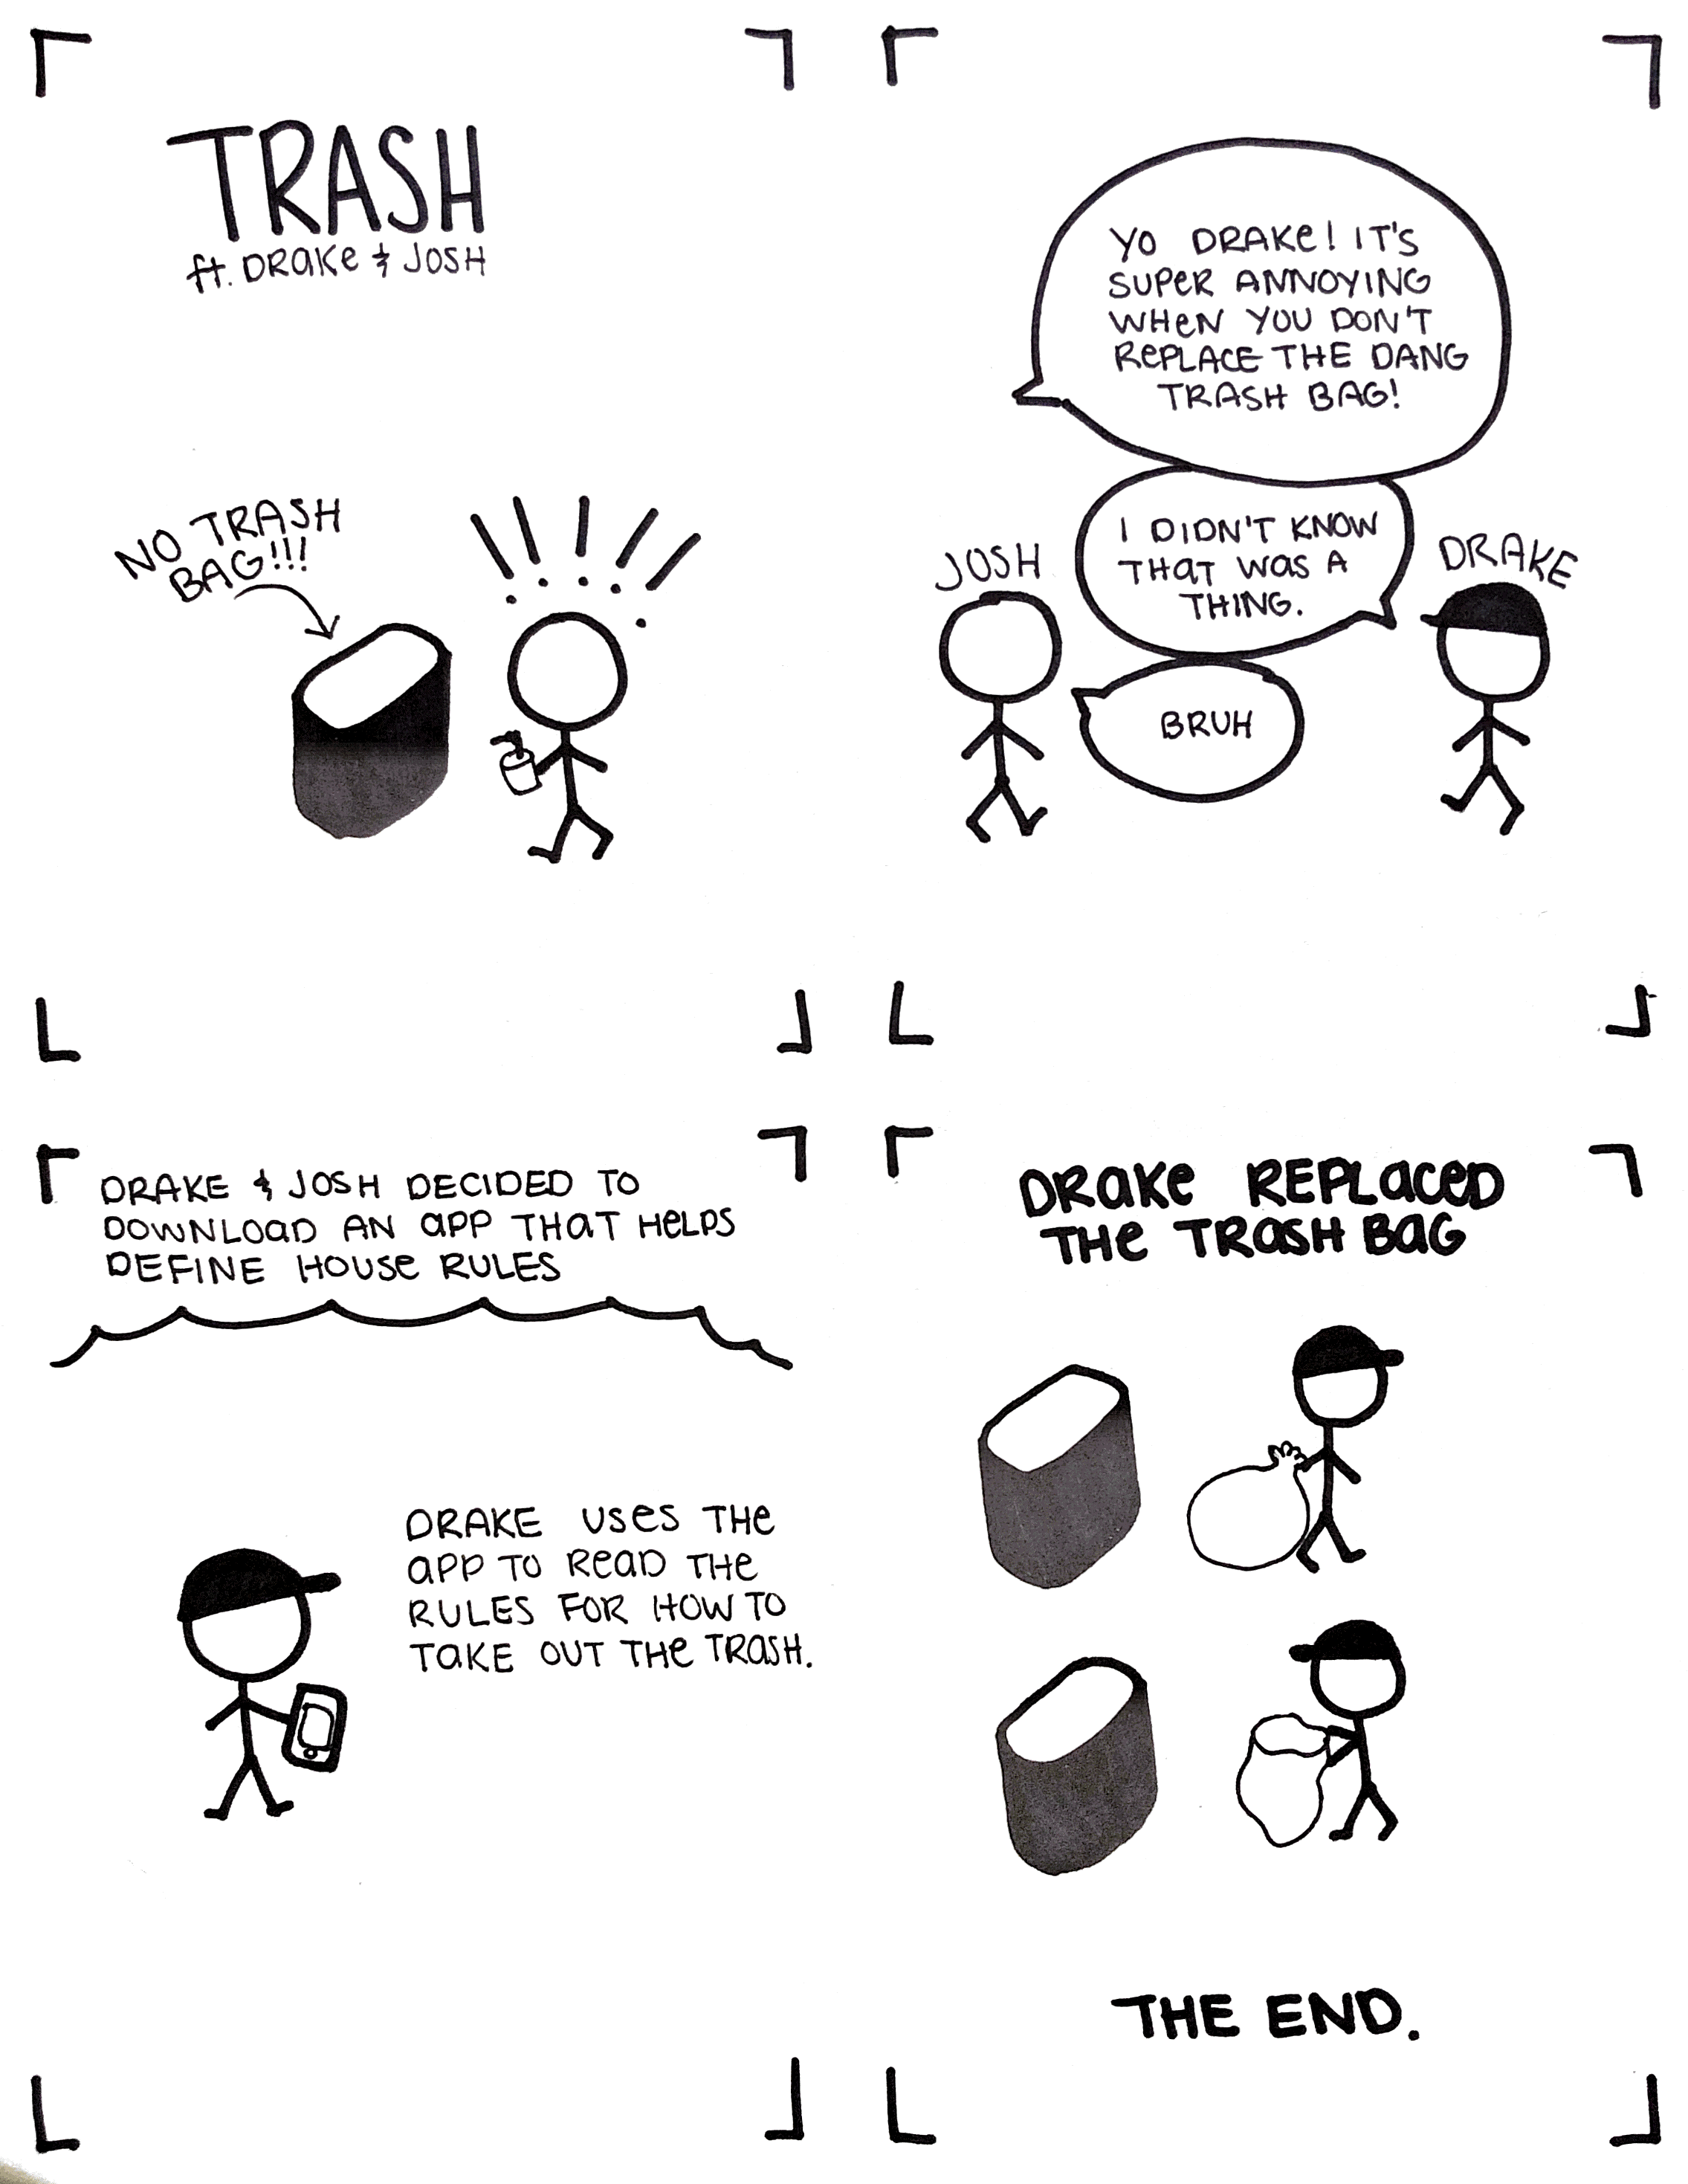 TRASH
ft. DRAKE & JOSH
NO TRASH
BAG!!!
!!!!!
YO DRAKE! IT'S
SUPER ANNOYING
WHEN YOU DON'T
REPLACE THE DANG
TRASH BAG!
I DIDN'T KNOW
THAT WAS A
THING.
JOSH
DRAKE
BRUH
DRAKE & JOSH DECIDED TO
DOWNLOAD AN APP THAT HELPS
DEFINE HOUSE RULES
DRAKE USES THE
APP TO READ THE
RULES FOR HOW TO
TAKE OUT THE TRASH.
DRAKE REPLACED
THE TRASH BAG
THE END.